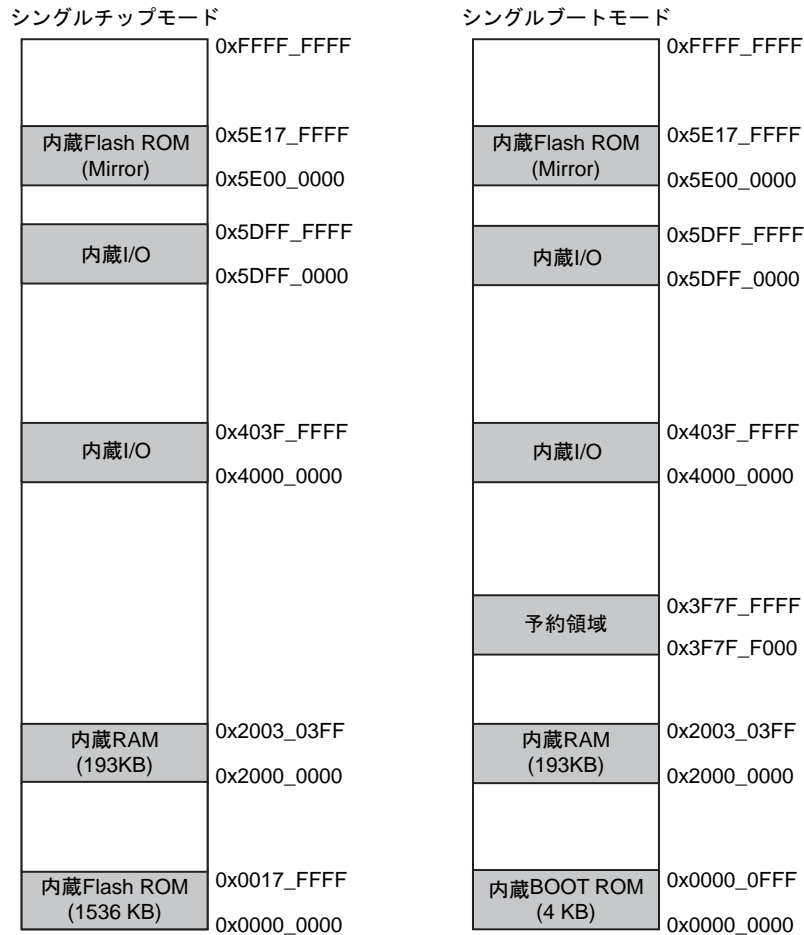 シングルチップモード
0xFFFF_FFFF
内蔵Flash ROM
(Mirror)
0x5E17_FFFF
0x5E00_0000
内蔵I/O
0x5DFF_FFFF
0x5DFF_0000
内蔵I/O
0x403F_FFFF
0x4000_0000
内蔵RAM
(193KB)
0x2003_03FF
0x2000_0000
内蔵Flash ROM
(1536 KB)
0x0017_FFFF
0x0000_0000
シングルブートモード
0xFFFF_FFFF
内蔵Flash ROM
(Mirror)
0x5E17_FFFF
0x5E00_0000
内蔵I/O
0x5DFF_FFFF
0x5DFF_0000
内蔵I/O
0x403F_FFFF
0x4000_0000
予約領域
0x3F7F_FFFF
0x3F7F_F000
内蔵RAM
(193KB)
0x2003_03FF
0x2000_0000
内蔵BOOT ROM
(4 KB)
0x0000_0FFF
0x0000_0000